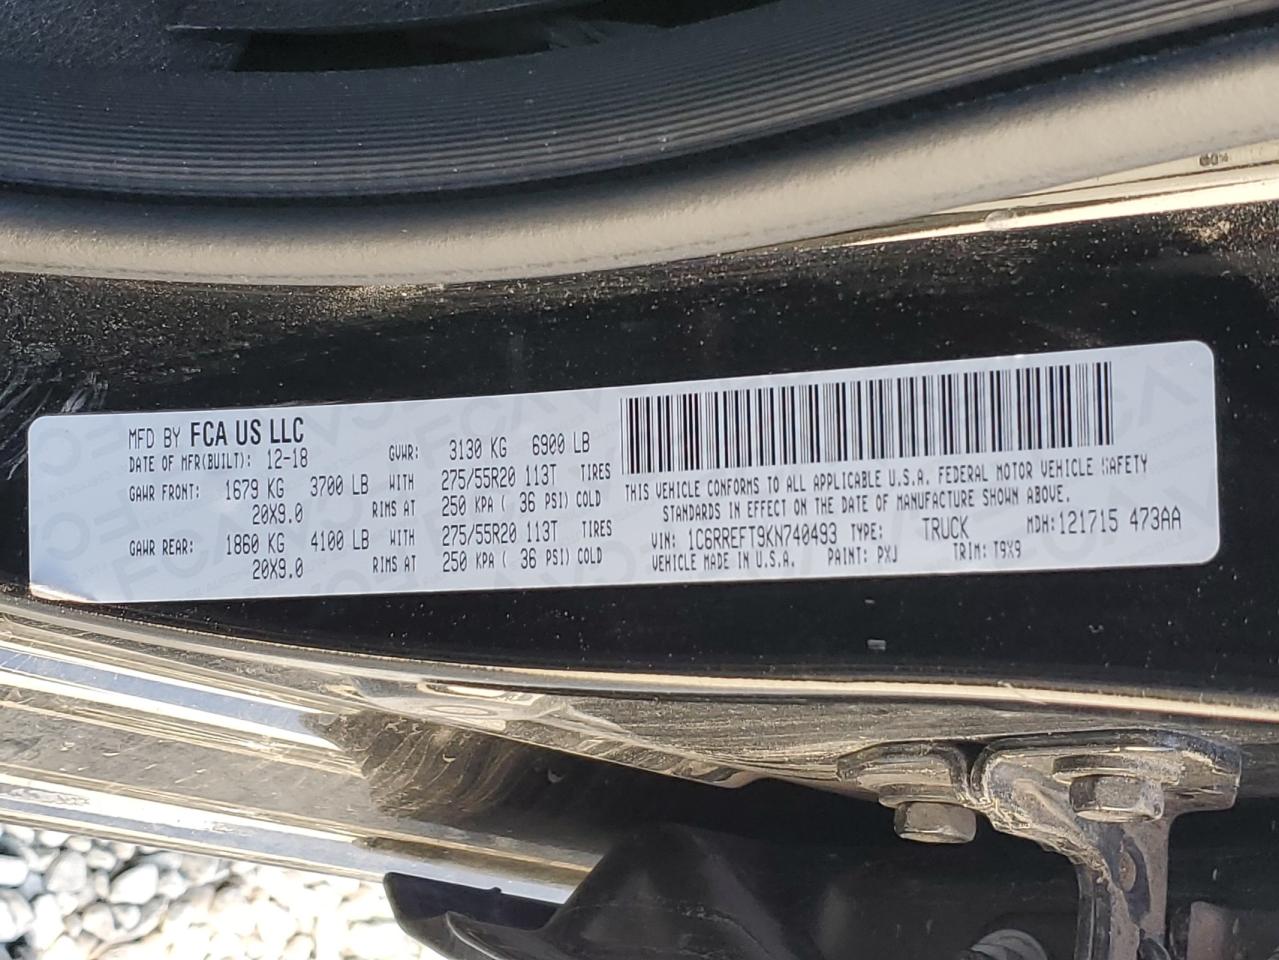 MFD BY FCA US LLC
DATE OF MFR(BUILT): 12-18 GVWR: 3130 KG 6900 LB
GAWR FRONT: 1679 KG 3700 LB WITH 275/55R20 113T TIRES
20X9.0 RIMS AT 250 KPA ( 36 PSI) COLD
GAWR REAR: 1860 KG 4100 LB WITH 275/55R20 113T TIRES
20X9.0 RIMS AT 250 KPA ( 36 PSI) COLD
THIS VEHICLE CONFORMS TO ALL APPLICABLE U.S.A. FEDERAL MOTOR VEHICLE SAFETY
STANDARDS IN EFFECT ON THE DATE OF MANUFACTURE SHOWN ABOVE.
VIN: 1C6RREFT9KN740493 TYPE: TRUCK MDH:121715 473AA
VEHICLE MADE IN U.S.A. PAINT: PXJ TRIM: T9X9